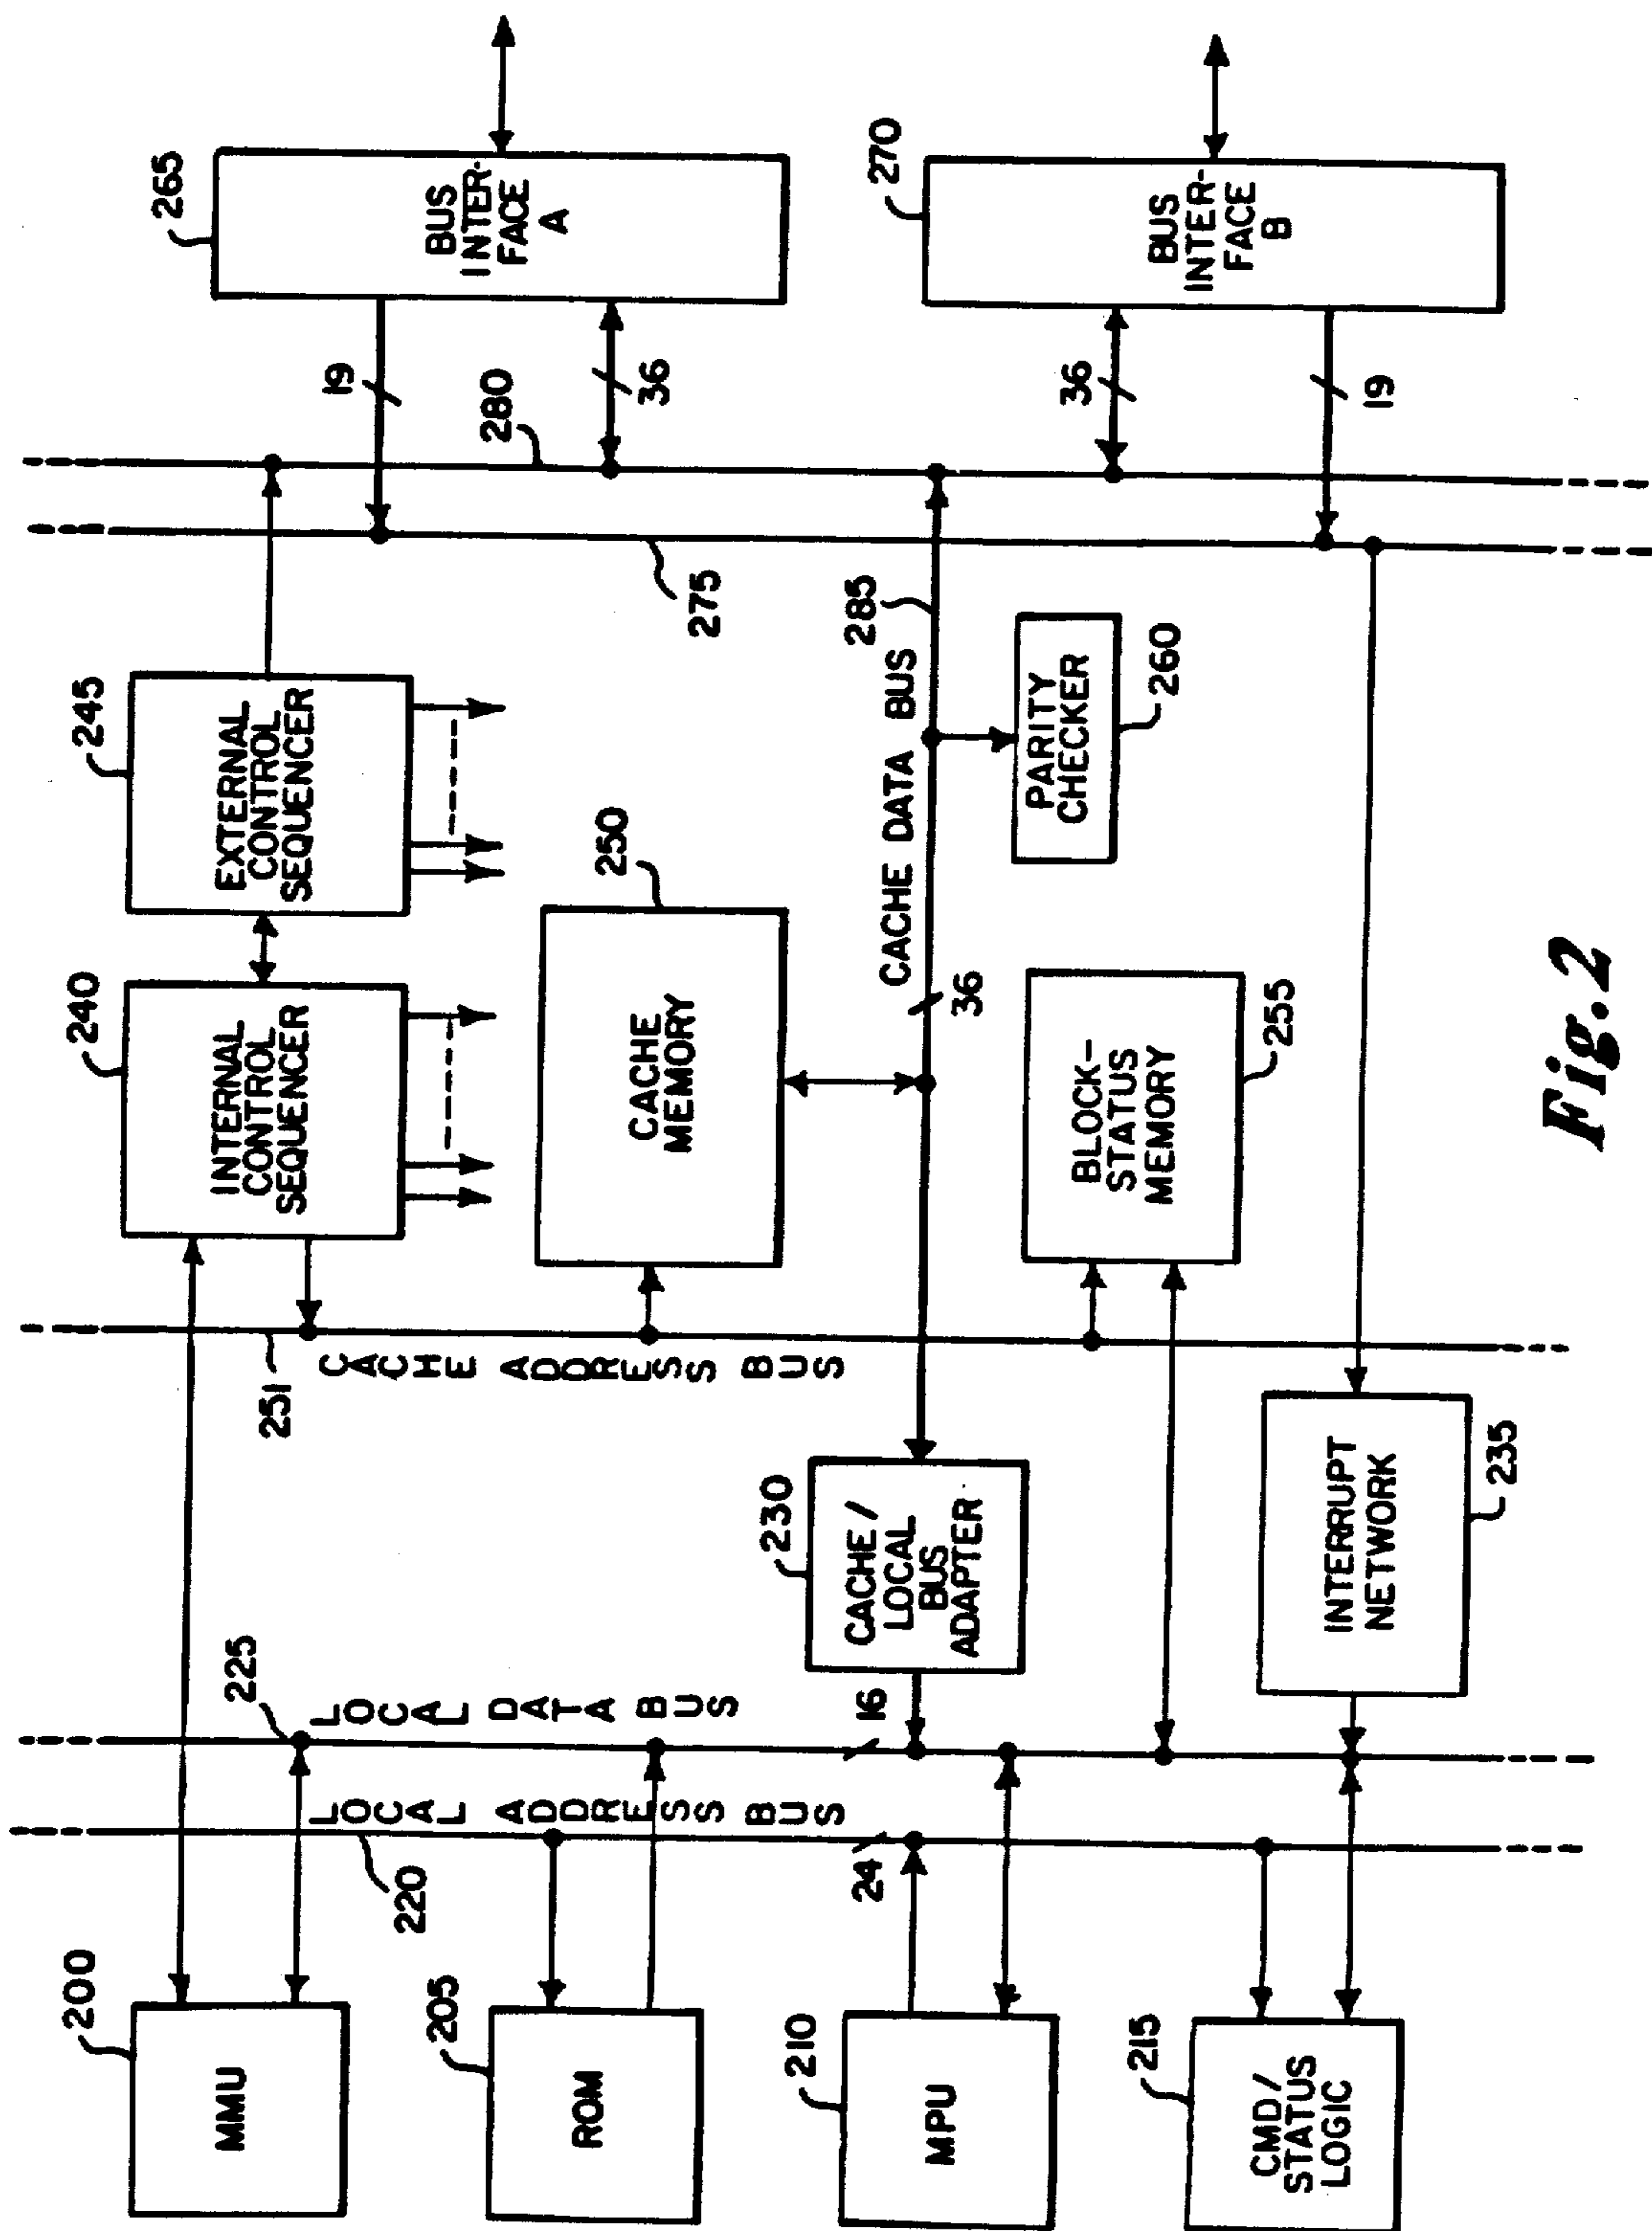 200
MMU
205
ROM
210
MPU
215
CMD/
STATUS
LOGIC
220
LOCAL ADDRESS BUS
24
225
LOCAL DATA BUS
16
230
CACHE/
LOCAL
BUS
ADAPTER
INTERRUPT
NETWORK
235
251
CACHE ADDRESS BUS
240
INTERNAL
CONTROL
SEQUENCER
245
EXTERNAL
CONTROL
SEQUENCER
250
CACHE
MEMORY
CACHE DATA BUS
36
285
BLOCK-
STATUS
MEMORY
255
PARITY
CHECKER
260
275
280
19
36
265
BUS
INTER-
FACE
A
36
19
270
BUS
INTER-
FACE
B
Fig.2